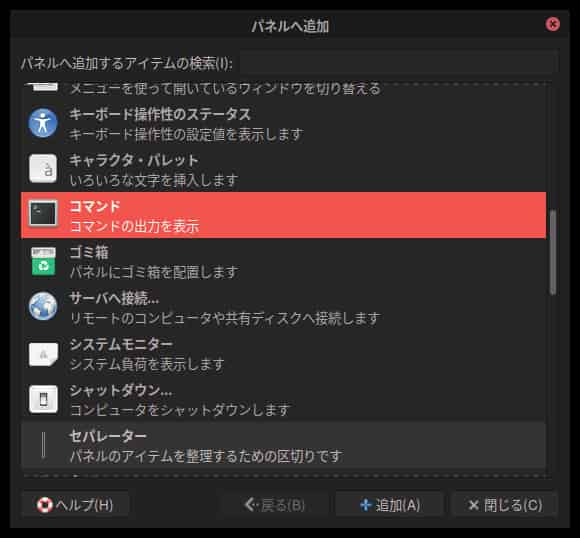 パネルへ追加
パネルへ追加するアイテムの検索(I):
メニューを使って開いているウィンドウを切り替える
キーボード操作性のステータス
キーボード操作性の設定値を表示します
キャラクタ・パレット
いろいろな文字を挿入します
コマンド
コマンドの出力を表示
ゴミ箱
パネルにゴミ箱を配置します
サーバへ接続...
リモートのコンピュータや共有ディスクへ接続します
システムモニター
システム負荷を表示します
シャットダウン...
コンピュータをシャットダウンします
セパレーター
パネルのアイテムを整理するための区切りです
ヘルプ(H)
戻る(B)
追加(A)
閉じる(C)